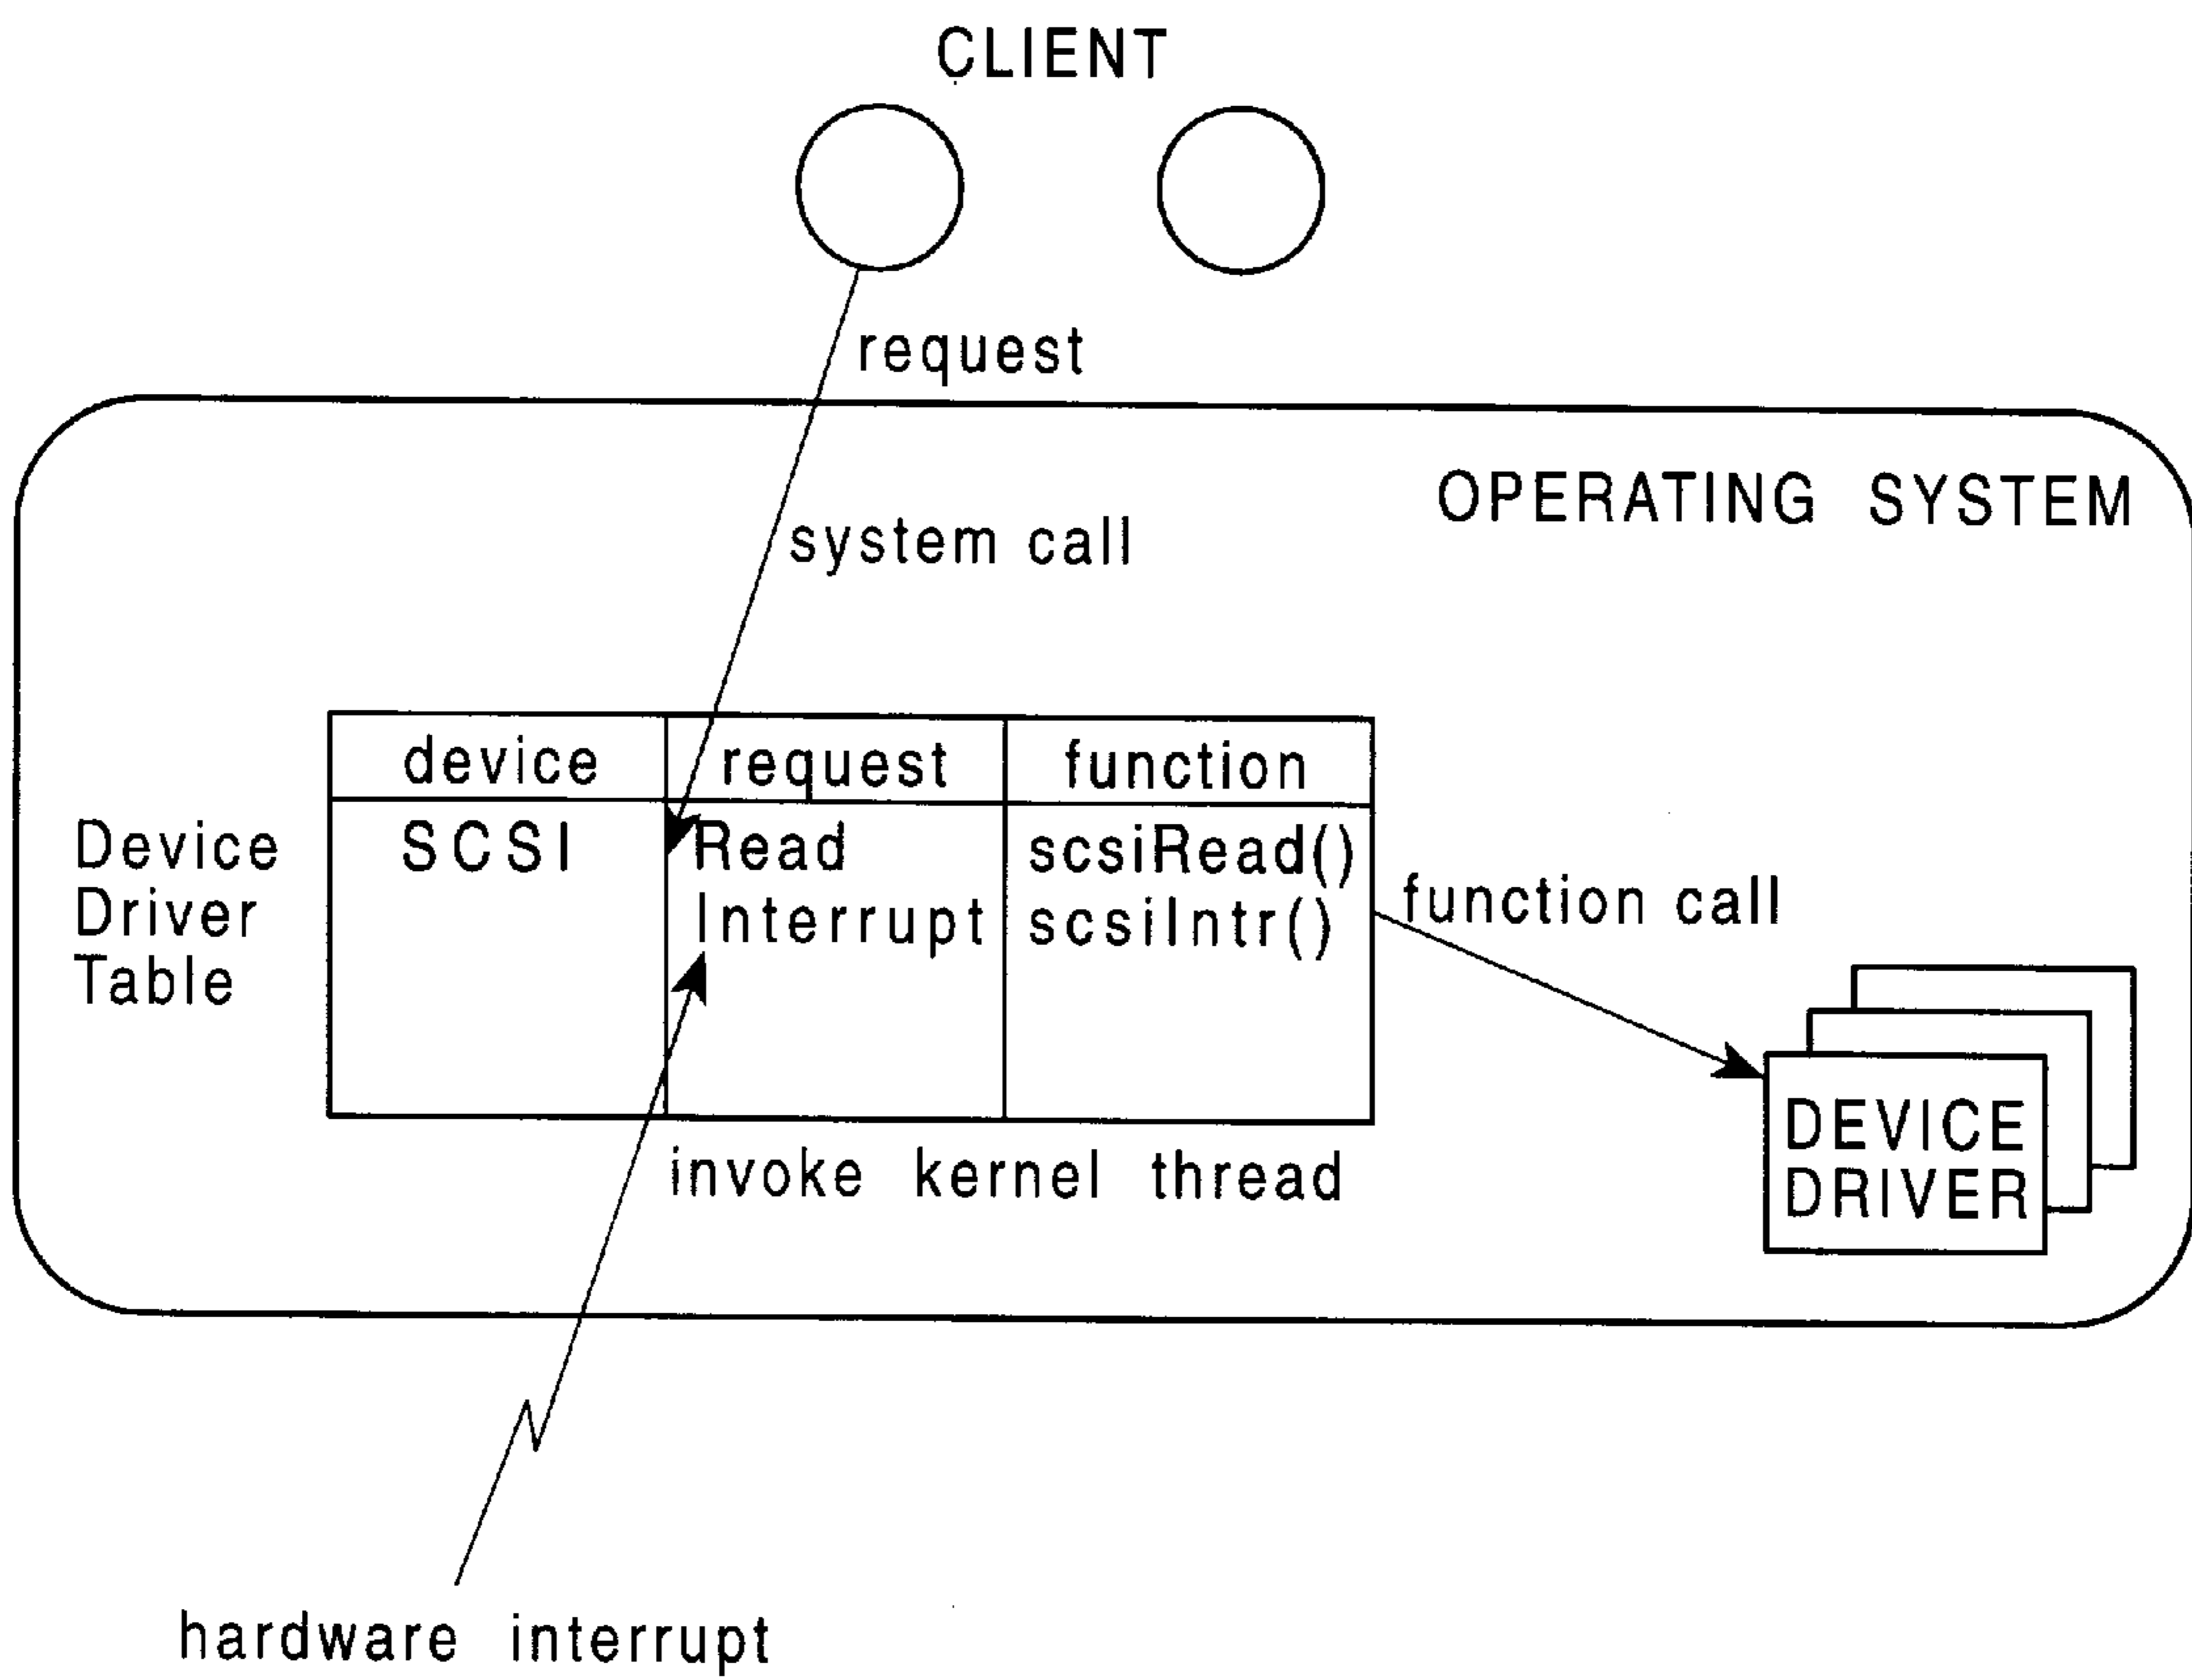 CLIENT
request
OPERATING SYSTEM
system call
device request function
Device
Driver
Table
SCSI Read scsiRead()
Interrupt scsiIntr()
function call
DEVICE
DRIVER
invoke kernel thread
hardware interrupt